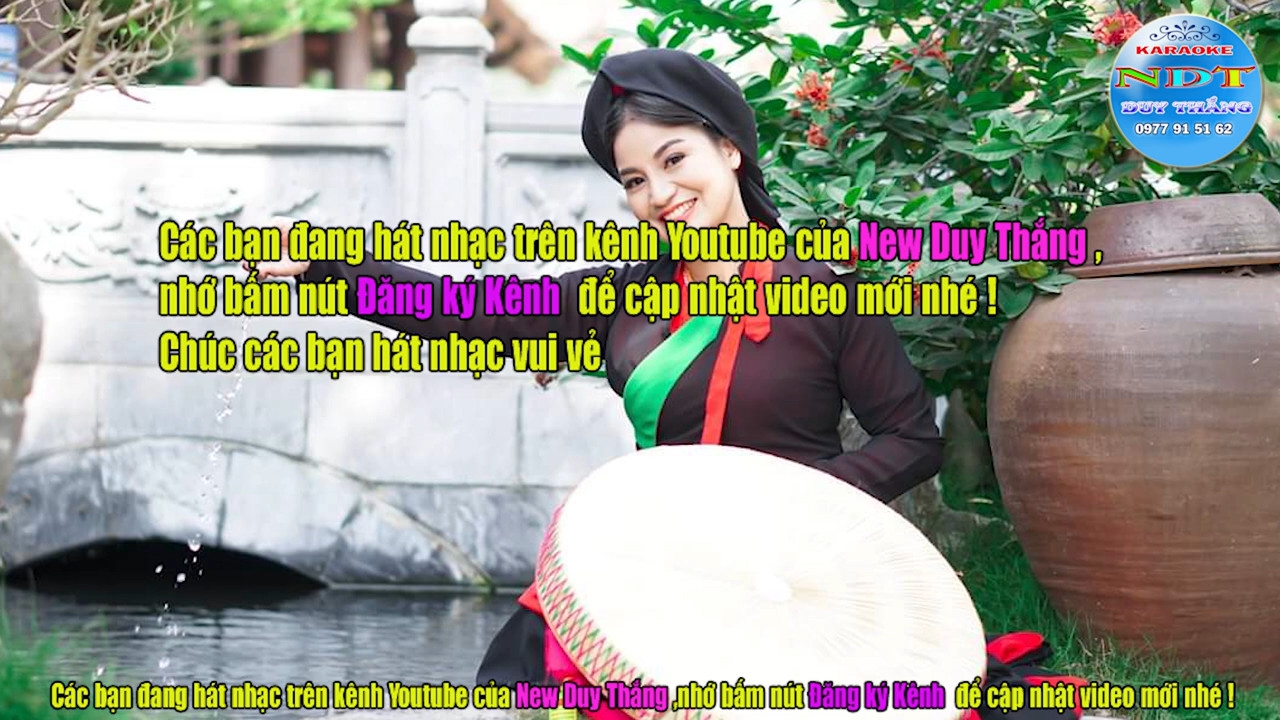 KARAOKE
NDT
DUY THẮNG
0977 91 51 62
Các bạn đang hát nhạc trên kênh Youtube của New Duy Thắng ,
nhớ bấm nút Đăng ký Kênh để cập nhật video mới nhé !
Chúc các bạn hát nhạc vui vẻ
Các bạn đang hát nhạc trên kênh Youtube của New Duy Thắng ,nhớ bấm nút Đăng ký Kênh để cập nhật video mới nhé !